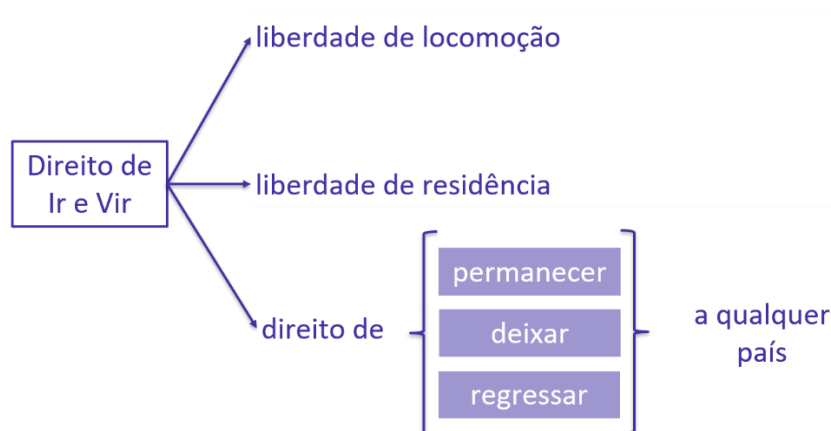 liberdade de locomoção
Direito de
Ir e Vir
liberdade de residência
direito de
permanecer
deixar
regressar
a qualquer
país